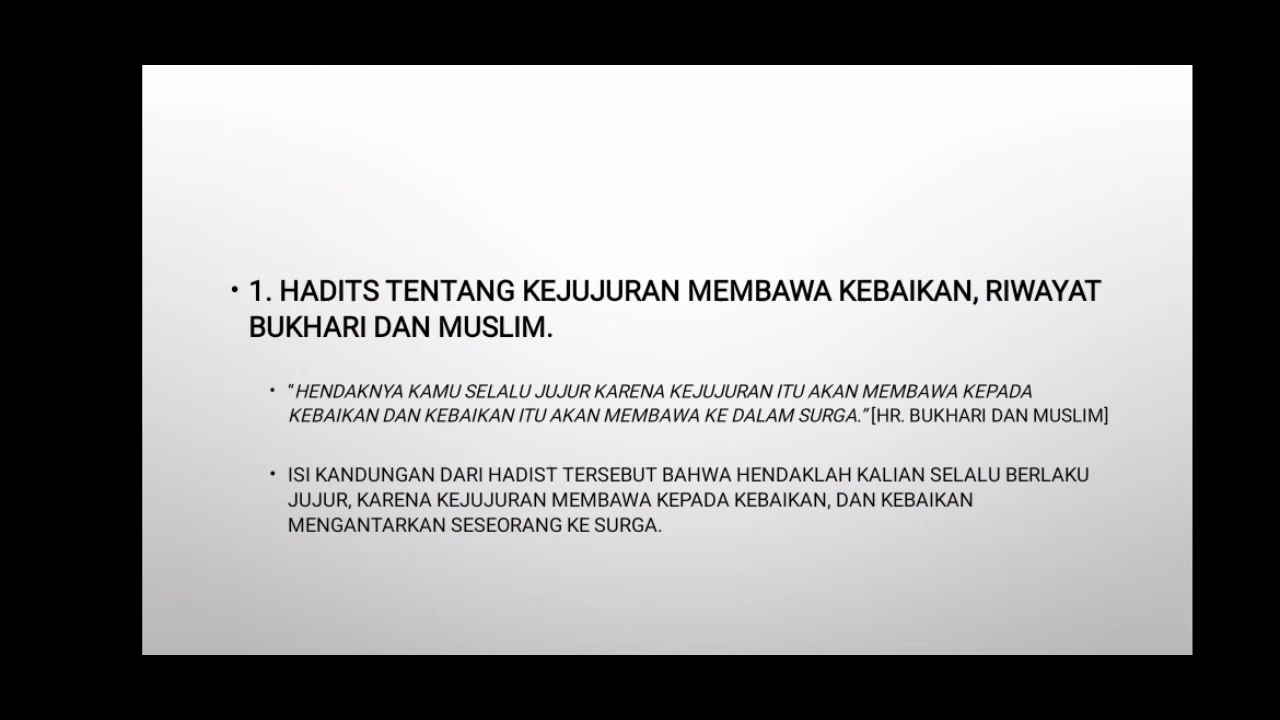 • 1. HADITS TENTANG KEJUJURAN MEMBAWA KEBAIKAN, RIWAYAT
BUKHARI DAN MUSLIM.
• “HENDAKNYA KAMU SELALU JUJUR KARENA KEJUJURAN ITU AKAN MEMBAWA KEPADA
KEBAIKAN DAN KEBAIKAN ITU AKAN MEMBAWA KE DALAM SURGA.” [HR. BUKHARI DAN MUSLIM]
• ISI KANDUNGAN DARI HADIST TERSEBUT BAHWA HENDAKLAH KALIAN SELALU BERLAKU
JUJUR, KARENA KEJUJURAN MEMBAWA KEPADA KEBAIKAN, DAN KEBAIKAN
MENGANTARKAN SESEORANG KE SURGA.